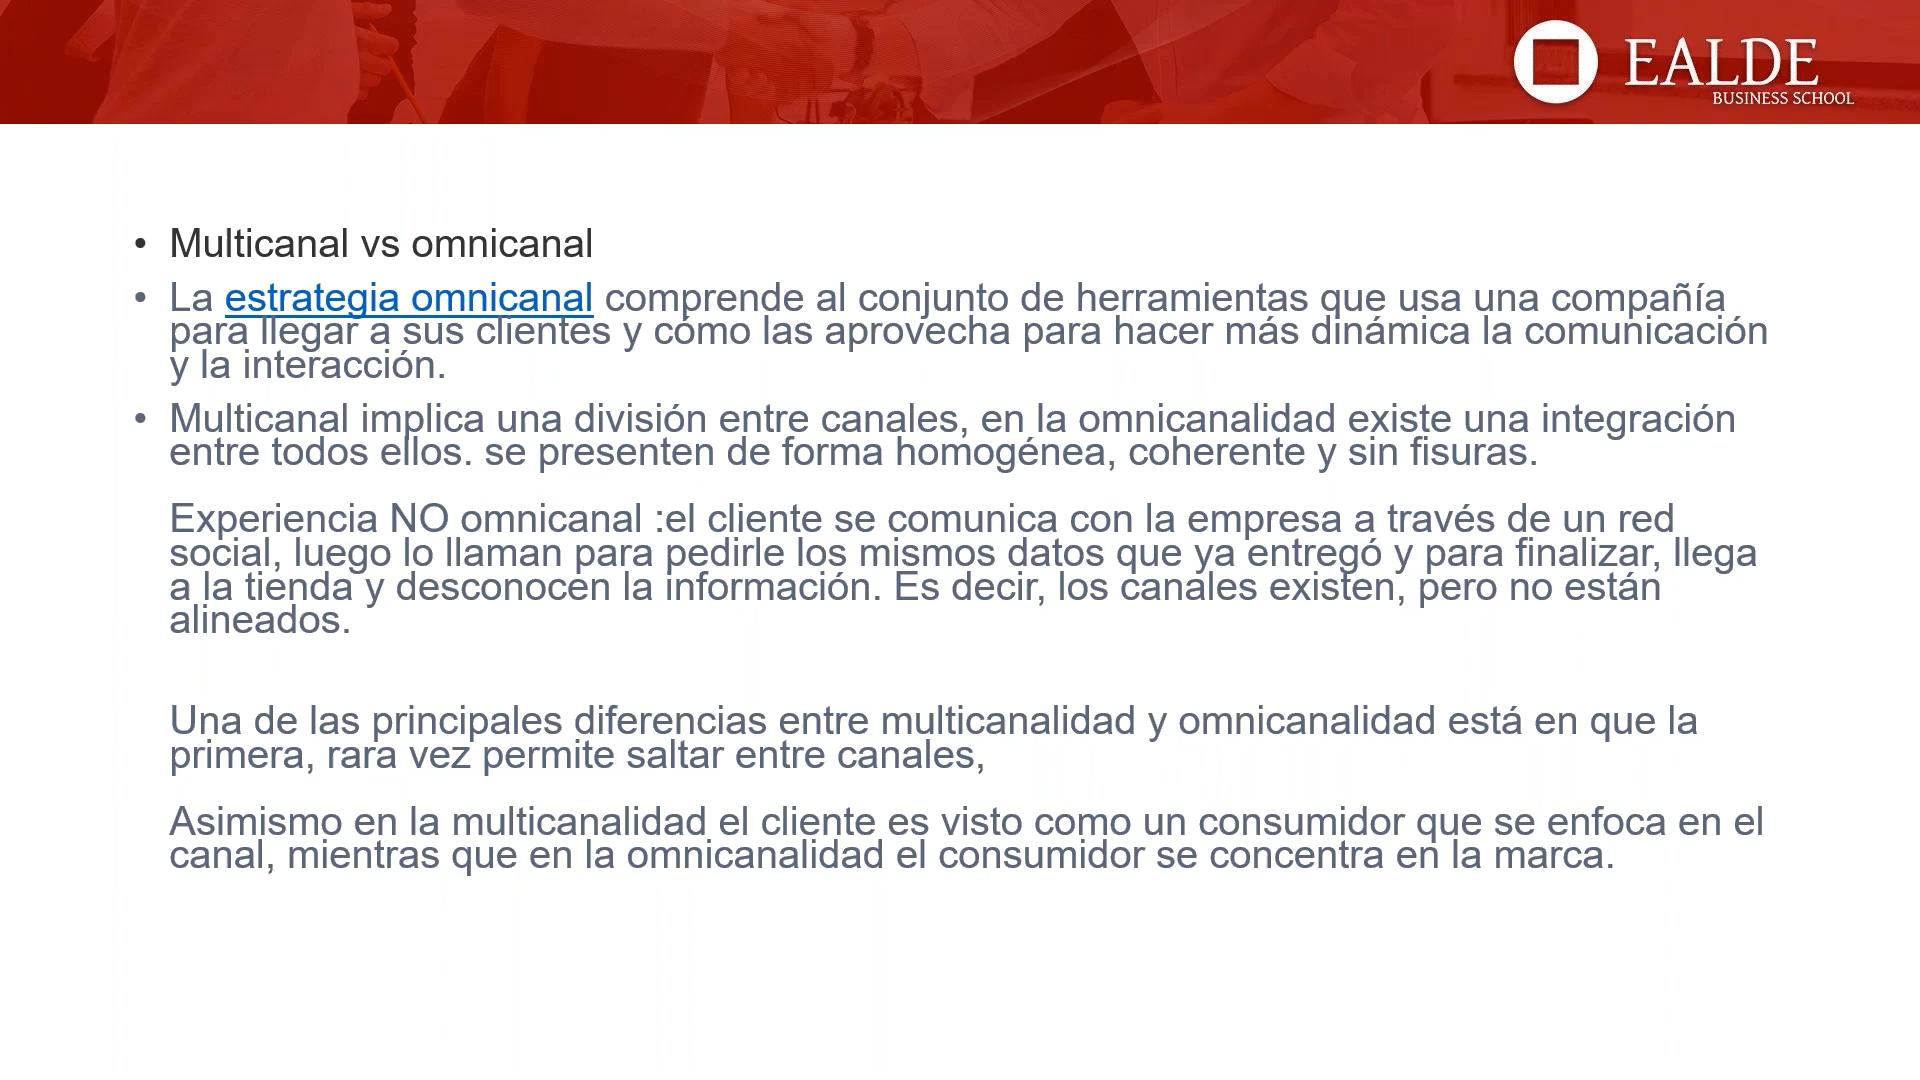 EALDE
BUSINESS SCHOOL
• Multicanal vs omnicanal
• La estrategia omnicanal comprende al conjunto de herramientas que usa una compañía
para llegar a sus clientes y cómo las aprovecha para hacer más dinámica la comunicación
y la interacción.
• Multicanal implica una división entre canales, en la omnicanalidad existe una integración
entre todos ellos. se presenten de forma homogénea, coherente y sin fisuras.
Experiencia NO omnicanal :el cliente se comunica con la empresa a través de un red
social, luego lo llaman para pedirle los mismos datos que ya entregó y para finalizar, llega
a la tienda y desconocen la información. Es decir, los canales existen, pero no están
alineados.
Una de las principales diferencias entre multicanalidad y omnicanalidad está en que la
primera, rara vez permite saltar entre canales,
Asimismo en la multicanalidad el cliente es visto como un consumidor que se enfoca en el
canal, mientras que en la omnicanalidad el consumidor se concentra en la marca.